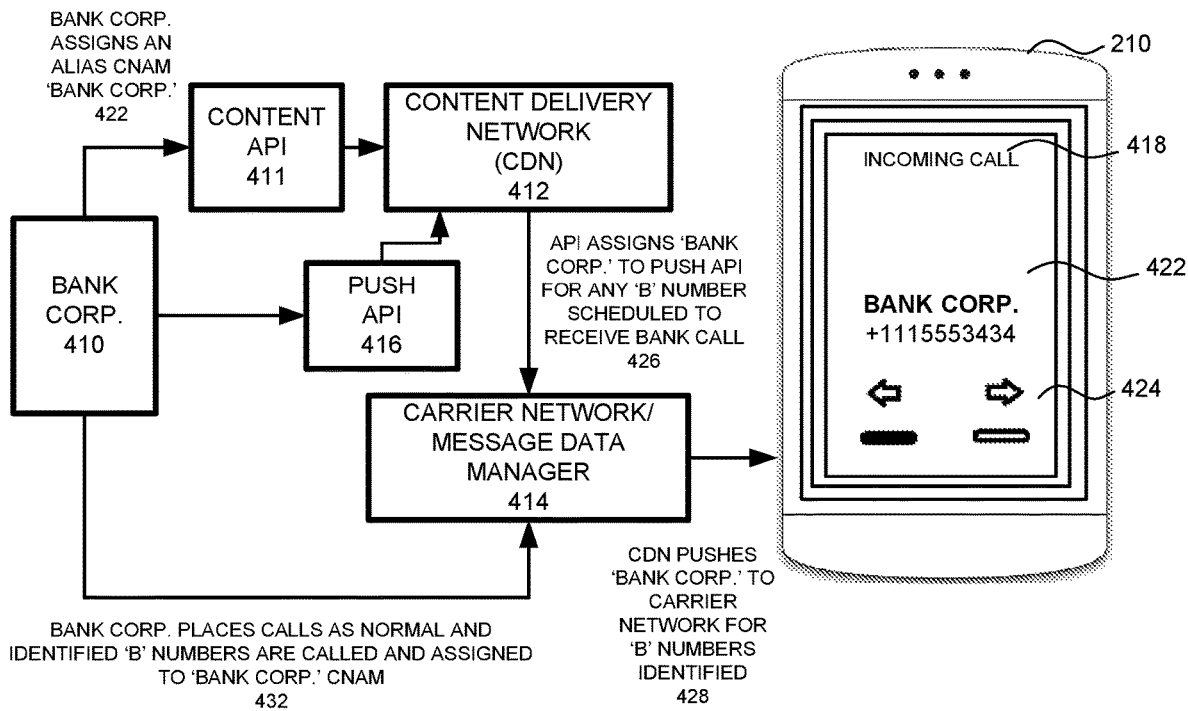 BANK CORP.
ASSIGNS AN
ALIAS CNAM
'BANK CORP.'
422
CONTENT
API
411
CONTENT DELIVERY
NETWORK
(CDN)
412
BANK
CORP.
410
PUSH
API
416
API ASSIGNS 'BANK
CORP.' TO PUSH API
FOR ANY 'B' NUMBER
SCHEDULED TO
RECEIVE BANK CALL
426
CARRIER NETWORK/
MESSAGE DATA
MANAGER
414
BANK CORP. PLACES CALLS AS NORMAL AND
IDENTIFIED 'B' NUMBERS ARE CALLED AND ASSIGNED
TO 'BANK CORP.' CNAM
432
CDN PUSHES
'BANK CORP.' TO
CARRIER
NETWORK FOR
'B' NUMBERS
IDENTIFIED
428
210
INCOMING CALL
418
422
BANK CORP.
+1115553434
424